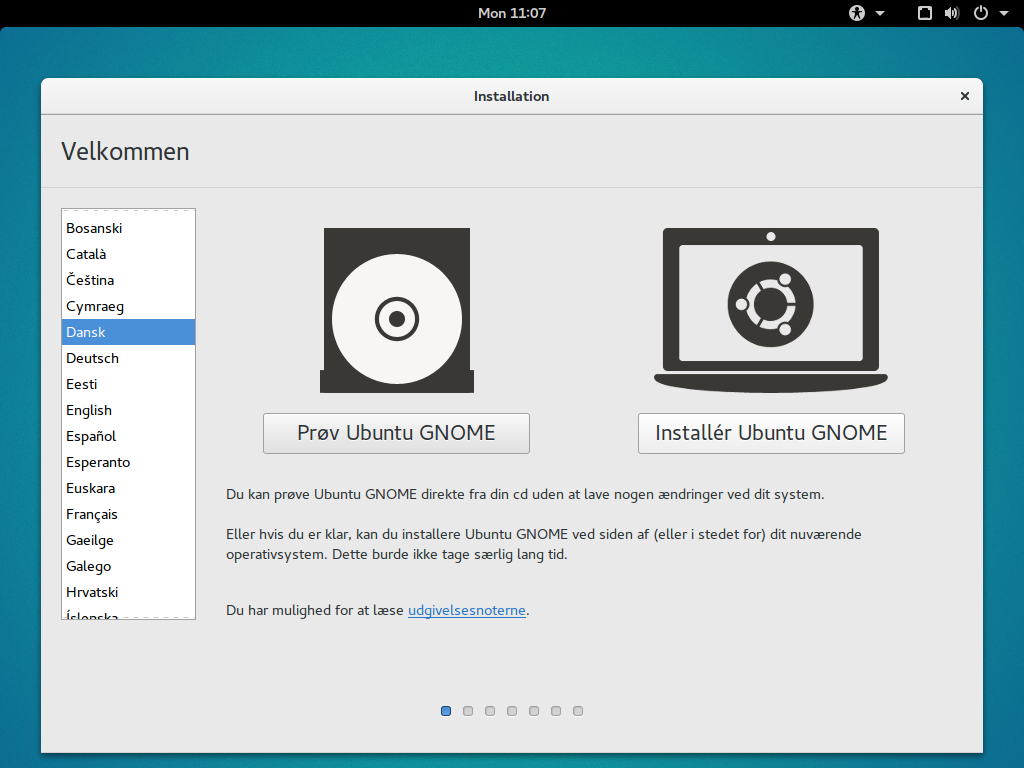 Mon 11:07
Installation
Velkommen
Bosanski
Català
Čeština
Cymraeg
Dansk
Deutsch
Eesti
English
Español
Esperanto
Euskara
Français
Gaeilge
Galego
Hrvatski
Íslenska
Prøv Ubuntu GNOME
Installér Ubuntu GNOME
Du kan prøve Ubuntu GNOME direkte fra din cd uden at lave nogen ændringer ved dit system.
Eller hvis du er klar, kan du installere Ubuntu GNOME ved siden af (eller i stedet for) dit nuværende
operativsystem. Dette burde ikke tage særlig lang tid.
Du har mulighed for at læse udgivelsesnoterne.